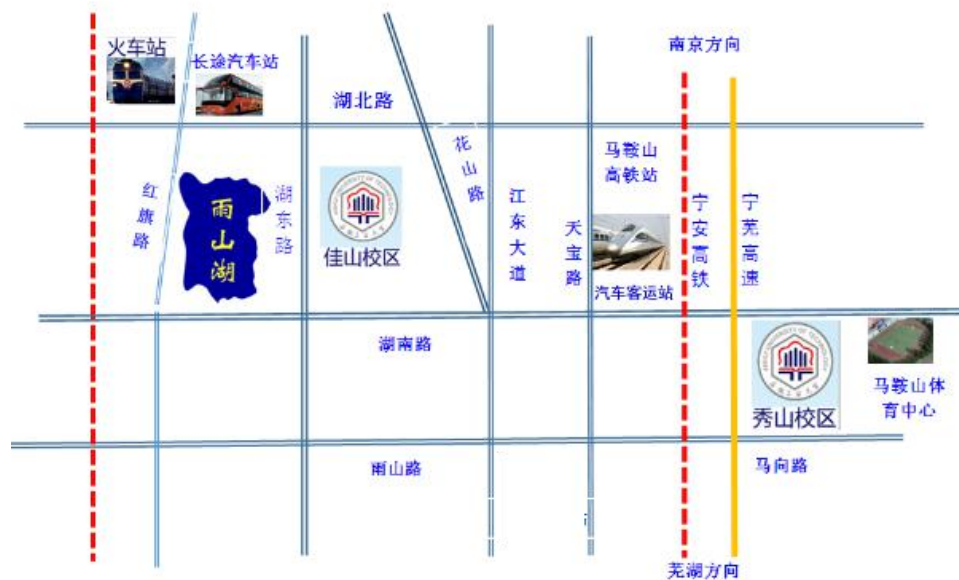 南京方向
火车站
长途汽车站
湖北路
花山路
马鞍山
高铁站
红旗路
雨山湖
湖东路
佳山校区
江东大道
天宝路
宁安高铁
宁芜高速
汽车客运站
湖南路
秀山校区
马鞍山体
育中心
雨山路
马向路
芜湖方向